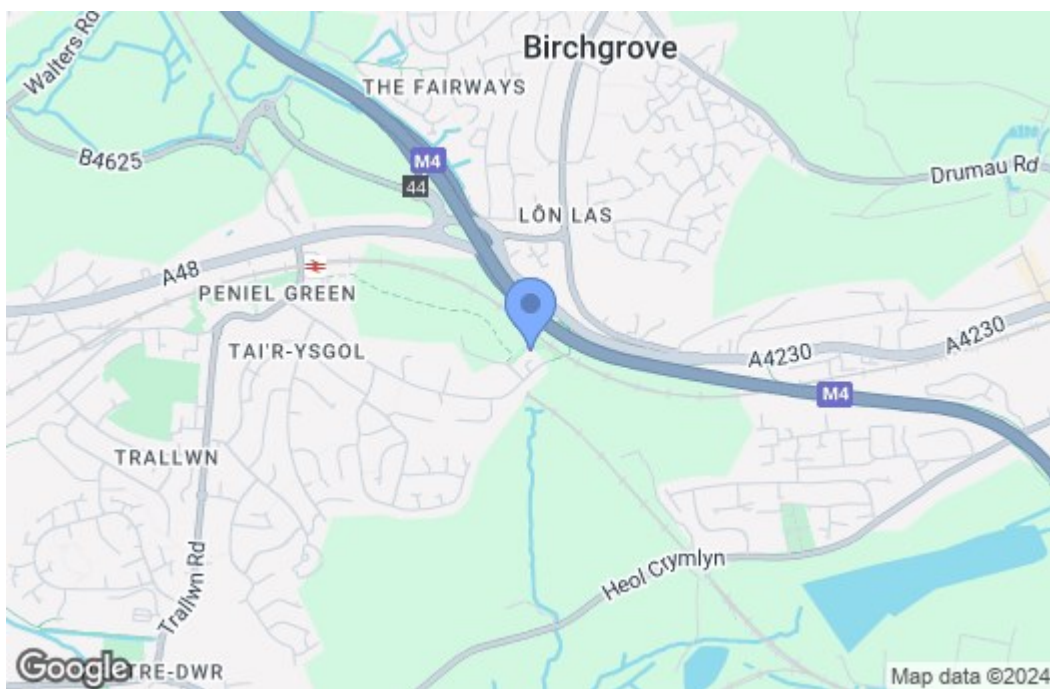 Birchgrove
Walters Rd
THE FAIRWAYS
B4625
M4
44
Drumau Rd
LÔN LAS
A48
PENIEL GREEN
TAI'R-YSGOL
A4230
A4230
M4
TRALLWN
Trallwn Rd
Heol Crymlyn
Google
TRE-DWR
Map data ©2024